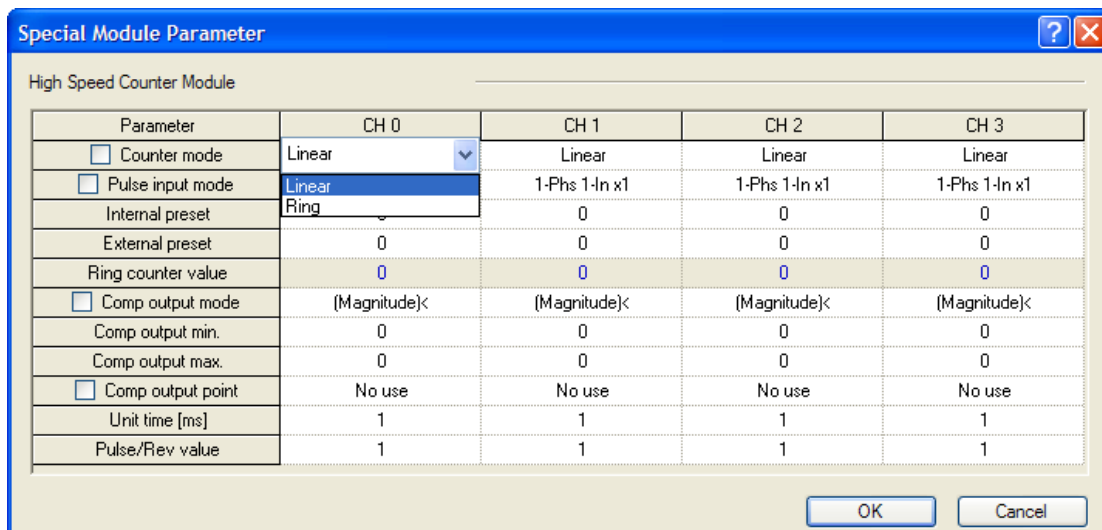 Special Module Parameter
High Speed Counter Module
Parameter CH 0 CH 1 CH 2 CH 3
Counter mode Linear Linear Linear Linear
Pulse input mode Linear 1-Phs 1-In x1 1-Phs 1-In x1 1-Phs 1-In x1
Ring
Internal preset 0 0 0
External preset 0 0 0 0
Ring counter value 0 0 0 0
Comp output mode (Magnitude)< (Magnitude)< (Magnitude)< (Magnitude)<
Comp output min. 0 0 0 0
Comp output max. 0 0 0 0
Comp output point No use No use No use No use
Unit time [ms] 1 1 1 1
Pulse/Rev value 1 1 1 1
OK Cancel